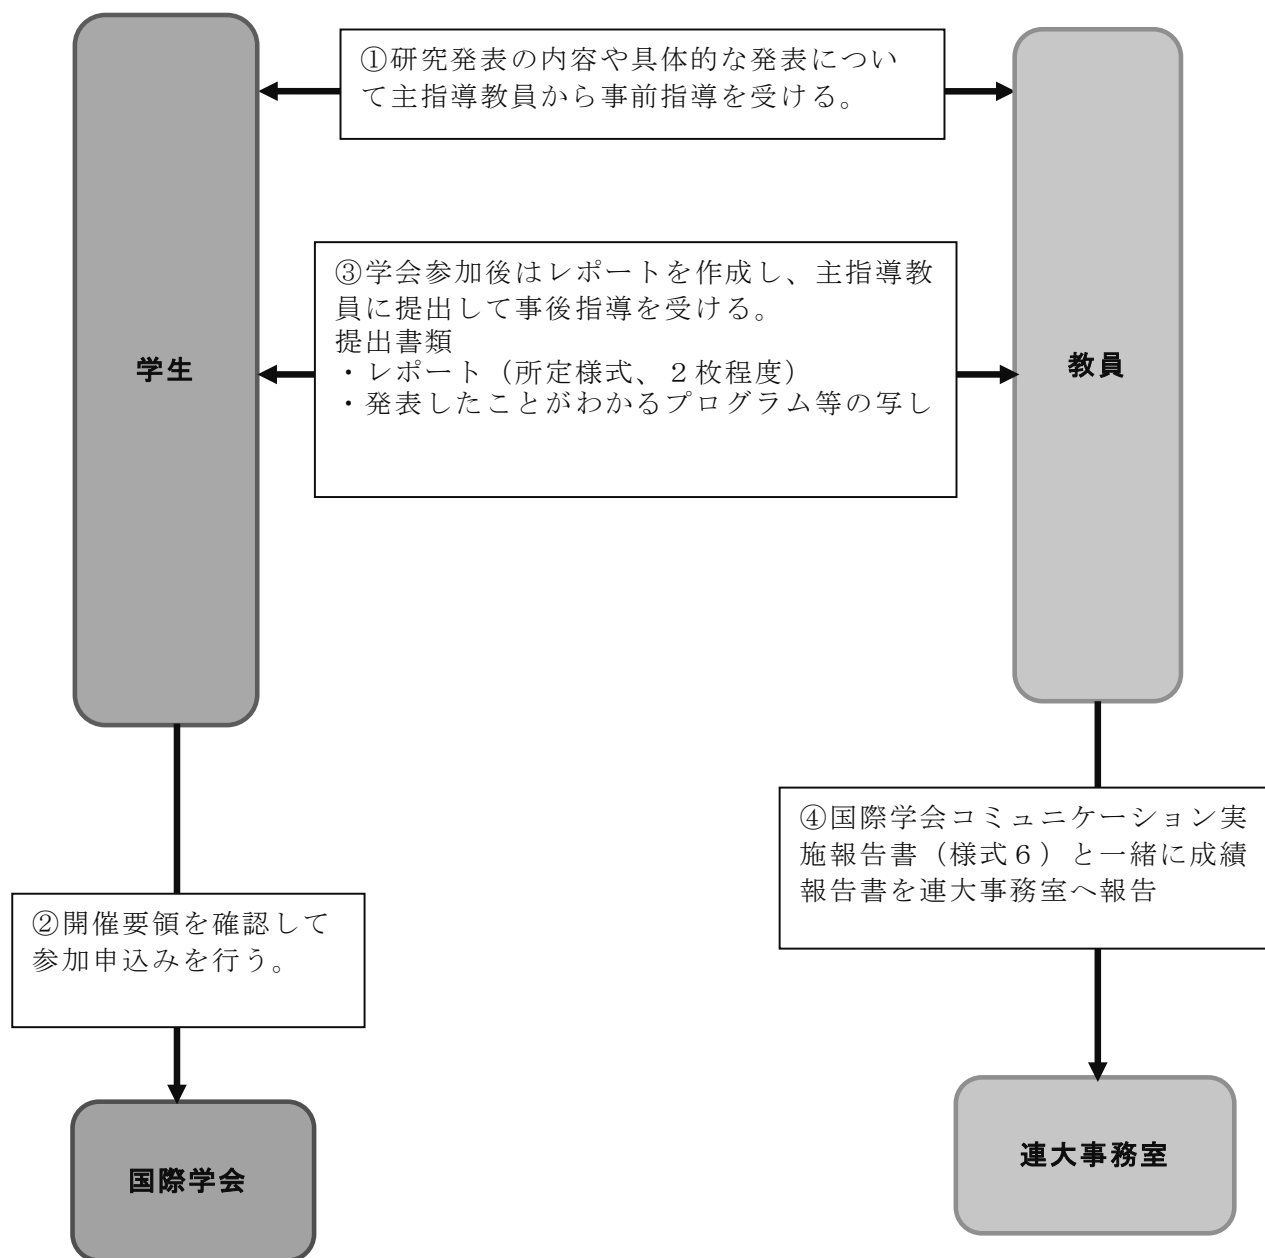 ①研究発表の内容や具体的な発表につい
て主指導教員から事前指導を受ける。
③学会参加後はレポートを作成し、主指導教
員に提出して事後指導を受ける。
提出書類
・レポート（所定様式、２枚程度）
・発表したことがわかるプログラム等の写し
学生
教員
④国際学会コミュニケーション実
施報告書（様式６）と一緒に成績
報告書を連大事務室へ報告
②開催要領を確認して
参加申込みを行う。
国際学会
連大事務室